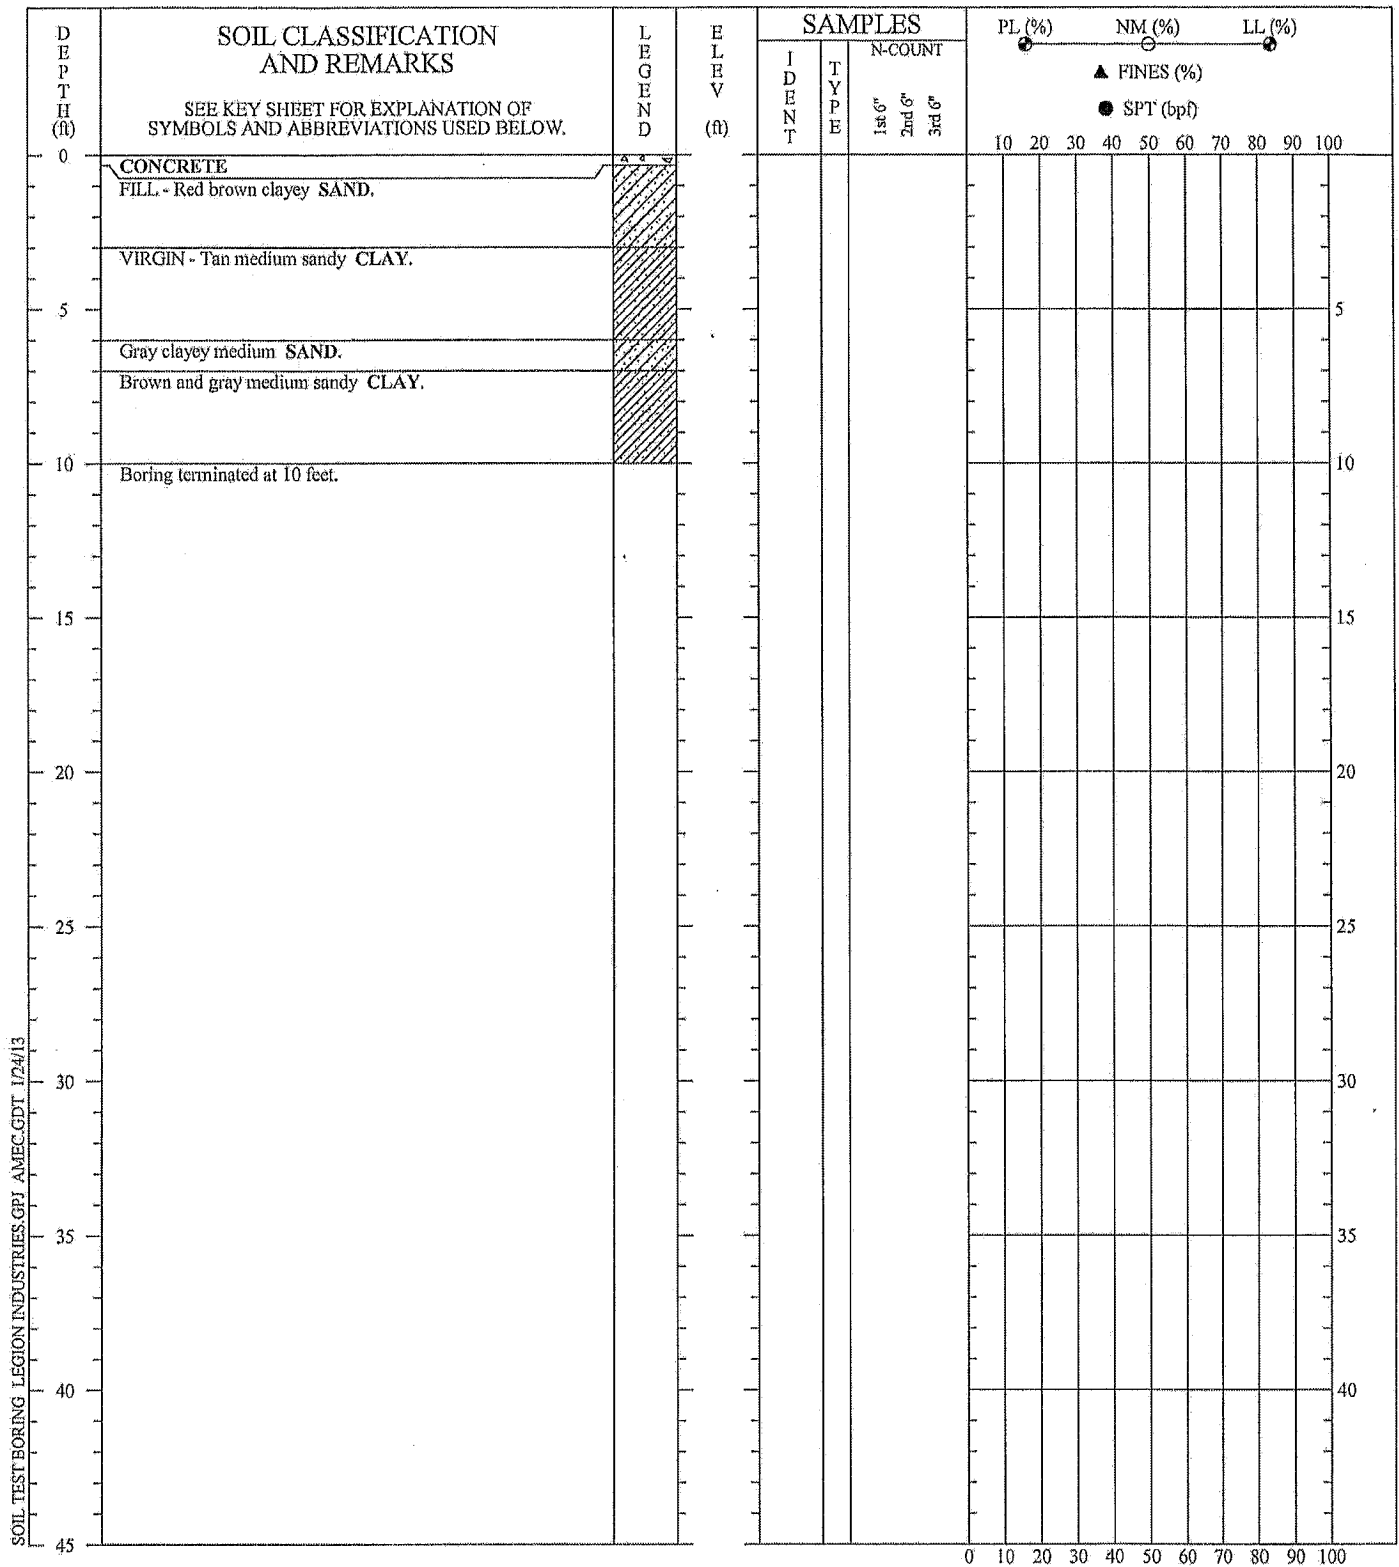 DEPTH
(ft)
SOIL CLASSIFICATION
AND REMARKS
SEE KEY SHEET FOR EXPLANATION OF
SYMBOLS AND ABBREVIATIONS USED BELOW.
LEGEND
ELEV
(ft)
SAMPLES
IDENT
TYPE
N-COUNT
1st 6"
2nd 6"
3rd 6"
PL (%) NM (%) LL (%)
▲ FINES (%)
● SPT (bpf)
10 20 30 40 50 60 70 80 90 100
0
CONCRETE
FILL - Red brown clayey SAND.
VIRGIN - Tan medium sandy CLAY.
5 5
Gray clayey medium SAND.
Brown and gray medium sandy CLAY.
10 10
Boring terminated at 10 feet.
15 15
20 20
25 25
30 30
35 35
40 40
45
0 10 20 30 40 50 60 70 80 90 100
SOIL TEST BORING LEGION INDUSTRIES.GPJ AMEC.GDT 1/24/13